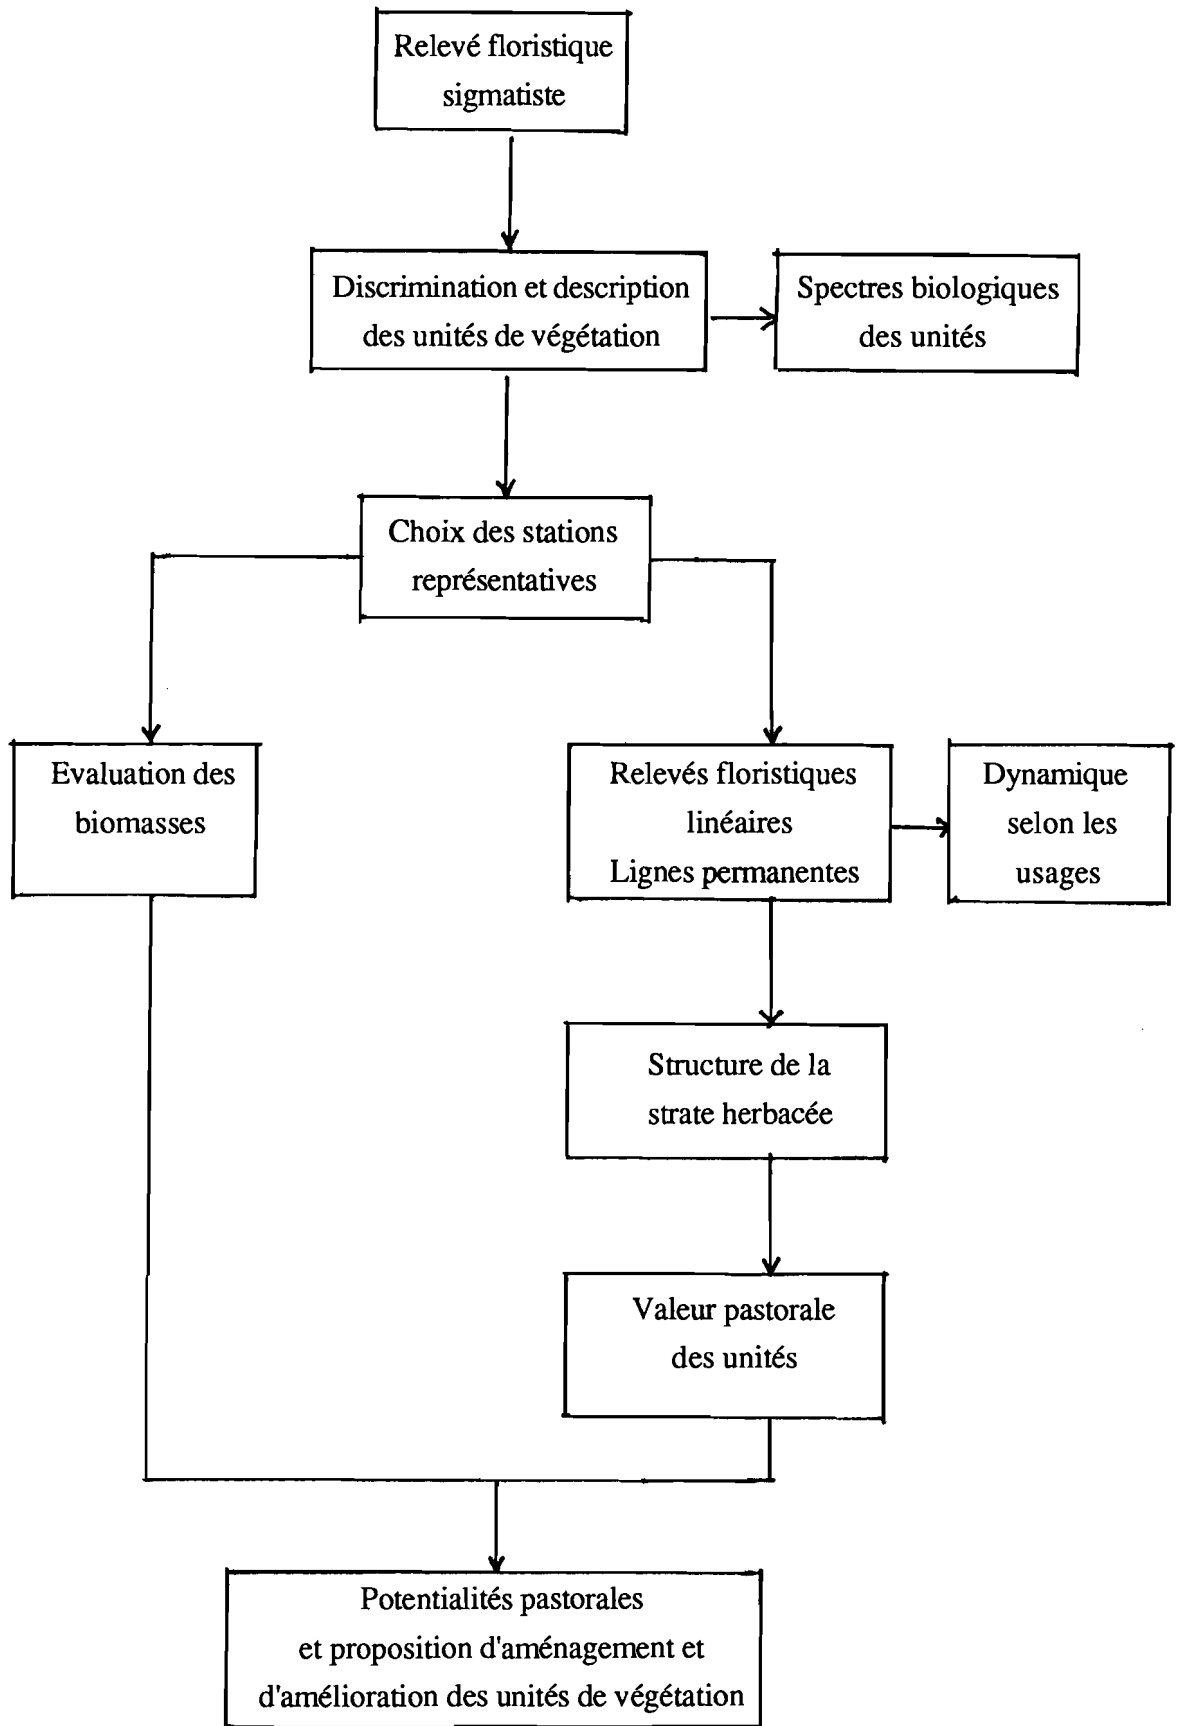 Relevé floristique
sigmatiste
Discrimination et description
des unités de végétation
Spectres biologiques
des unités
Choix des stations
représentatives
Evaluation des
biomasses
Relevés floristiques
linéaires
Lignes permanentes
Dynamique
selon les
usages
Structure de la
strate herbacée
Valeur pastorale
des unités
Potentialités pastorales
et proposition d'aménagement et
d'amélioration des unités de végétation